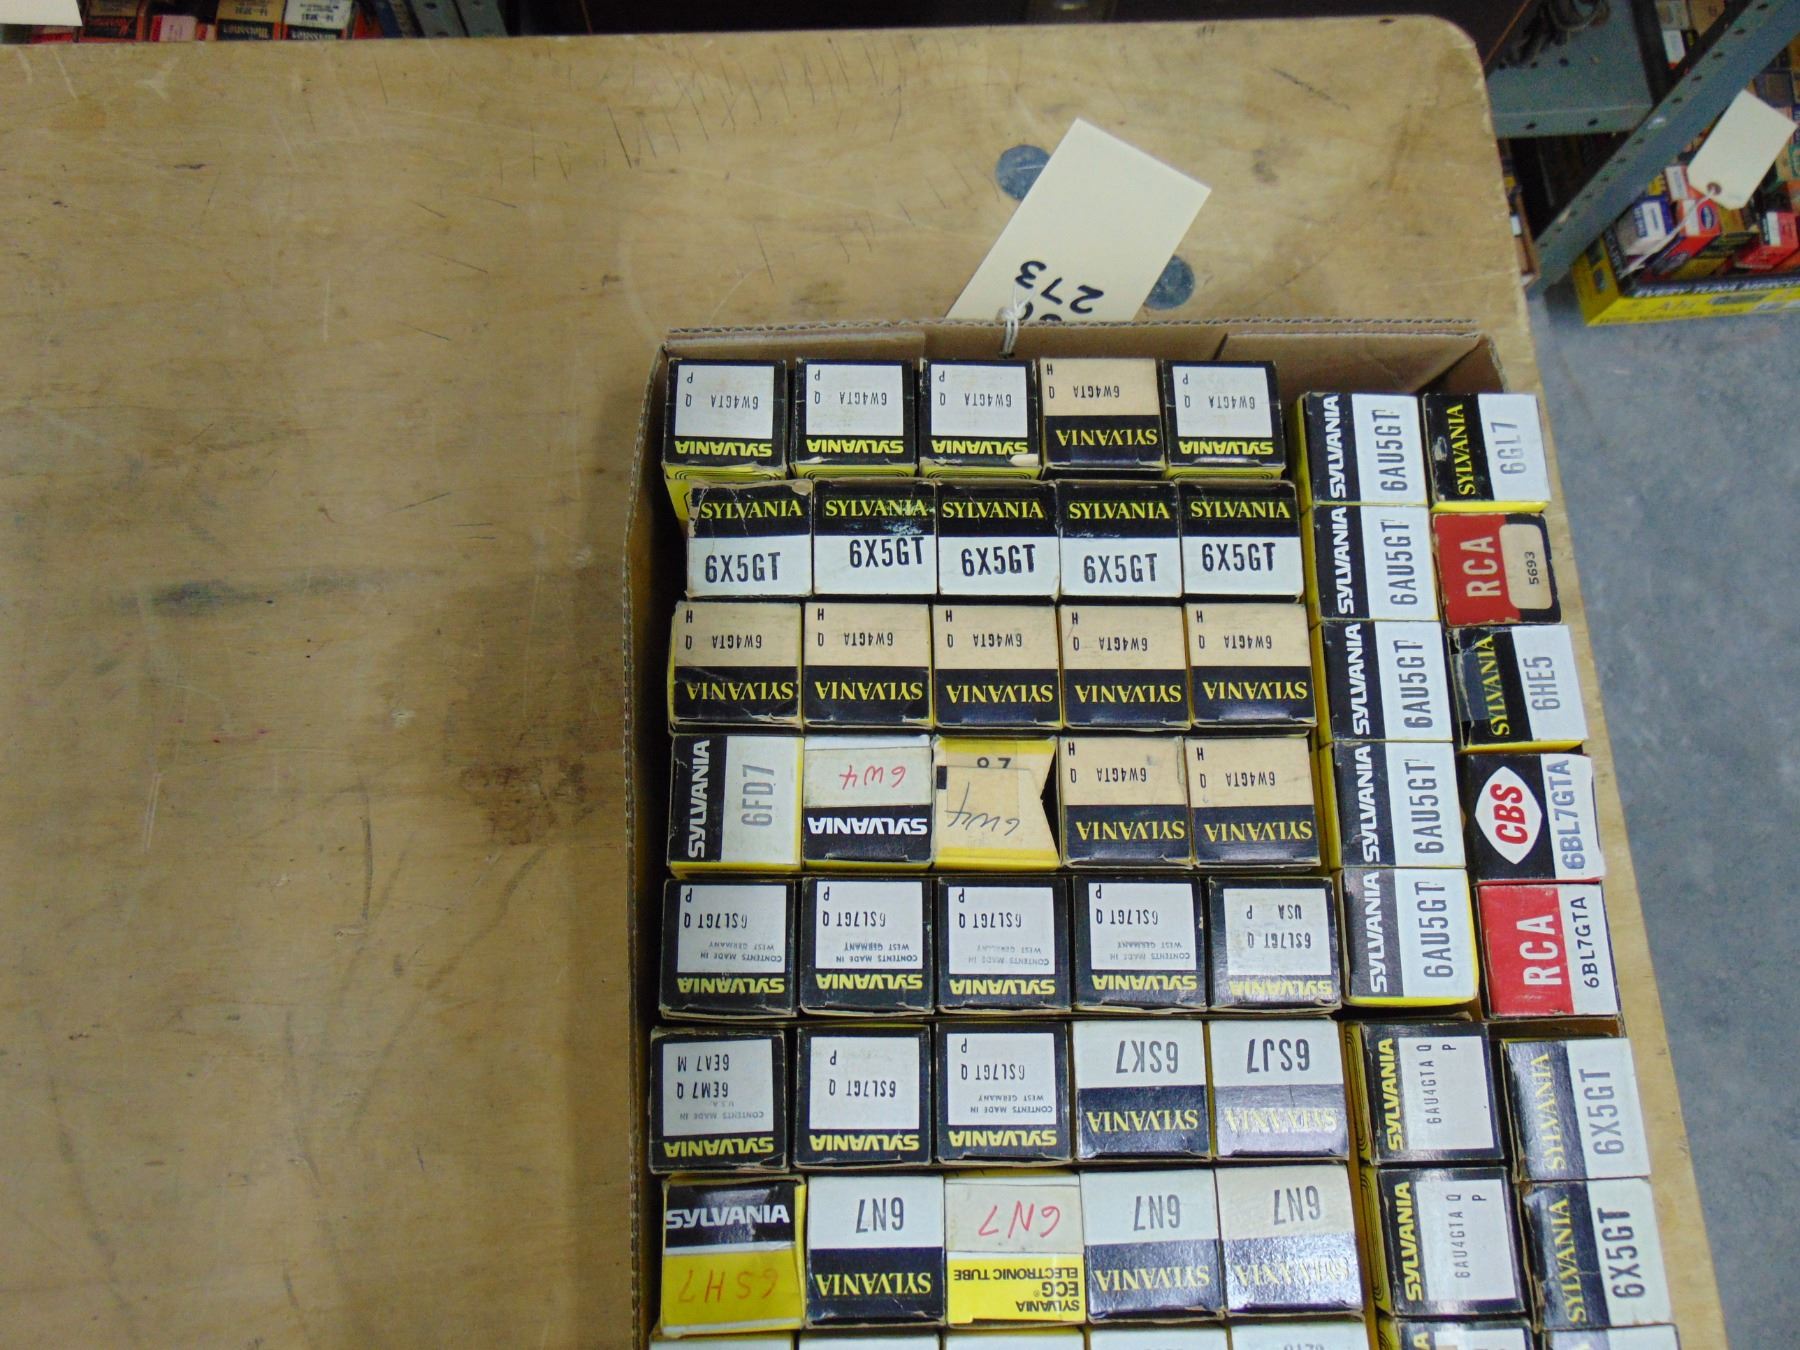 273
6W4GTA Q
P
SYLVANIA
6W4GTA Q
P
SYLVANIA
6W4GTA Q
P
SYLVANIA
6W4GTA Q
H
SYLVANIA
6W4GTA Q
P
SYLVANIA
SYLVANIA
6AU5GT
SYLVANIA
6GL7
SYLVANIA
6X5GT
SYLVANIA
6X5GT
SYLVANIA
6X5GT
SYLVANIA
6X5GT
SYLVANIA
6X5GT
SYLVANIA
6AU5GT
RCA
5693
6W4GTA Q
H
SYLVANIA
6W4GTA Q
H
SYLVANIA
6W4GTA Q
H
SYLVANIA
6W4GTA Q
H
SYLVANIA
6W4GTA Q
H
SYLVANIA
SYLVANIA
6AU5GT
SYLVANIA
6HE5
SYLVANIA
6FD7
6W4
SYLVANIA
6W4
6W4GTA Q
H
SYLVANIA
6W4GTA Q
H
SYLVANIA
SYLVANIA
6AU5GT
CBS
6BL7GTA
CONTENTS MADE IN
WEST GERMANY
6SL7GT Q
P
SYLVANIA
CONTENTS MADE IN
WEST GERMANY
6SL7GT Q
P
SYLVANIA
CONTENTS MADE IN
WEST GERMANY
6SL7GT Q
P
SYLVANIA
CONTENTS MADE IN
WEST GERMANY
6SL7GT Q
P
SYLVANIA
6SL7GT Q
USA P
SYLVANIA
SYLVANIA
6AU5GT
RCA
6BL7GTA
SYLVANIA
CONTENTS MADE IN
U.S.A.
6EM7 Q
6EA7 M
SYLVANIA
6SL7GT Q
P
SYLVANIA
CONTENTS MADE IN
WEST GERMANY
6SL7GT Q
P
SYLVANIA
6SK7
SYLVANIA
6SJ7
SYLVANIA
6AU4GTA Q
P
SYLVANIA
6X5GT
SYLVANIA
6SH7
SYLVANIA
6N7
SYLVANIA
ECG®
ELECTRONIC TUBE
6N7
SYLVANIA
6N7
SYLVANIA
6N7
SYLVANIA
6AU4GTA Q
P
SYLVANIA
6X5GT